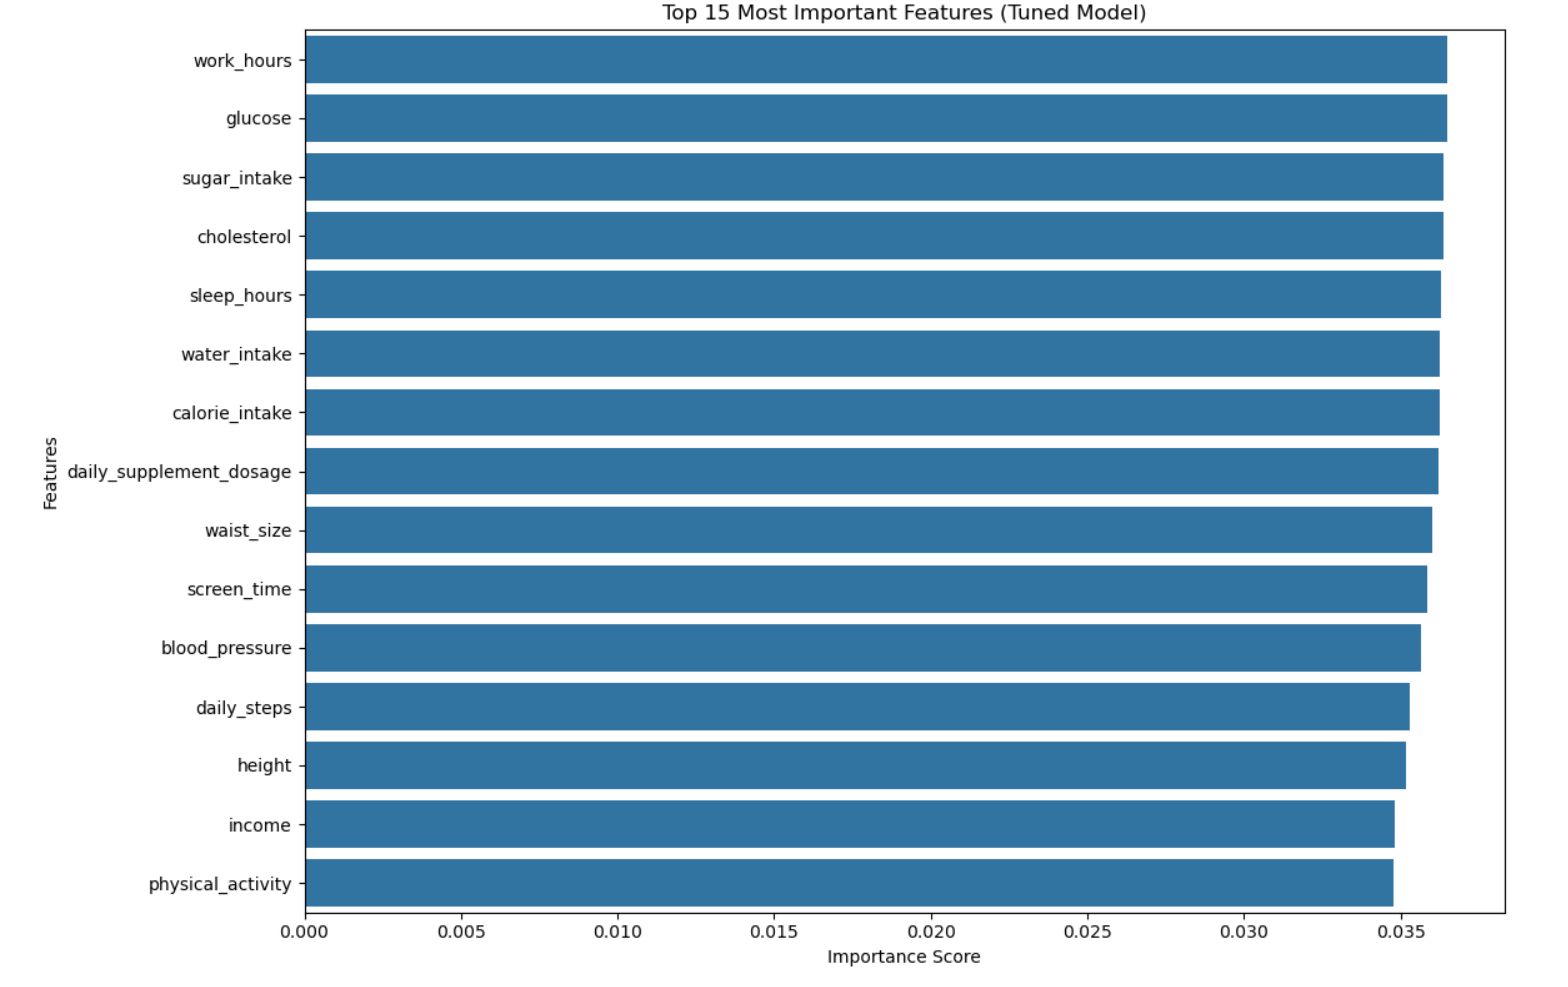 Top 15 Most Important Features (Tuned Model)
work_hours
glucose
sugar_intake
cholesterol
sleep_hours
water_intake
calorie_intake
daily_supplement_dosage
waist_size
screen_time
blood_pressure
daily_steps
height
income
physical_activity
Features
0.000 0.005 0.010 0.015 0.020 0.025 0.030 0.035
Importance Score